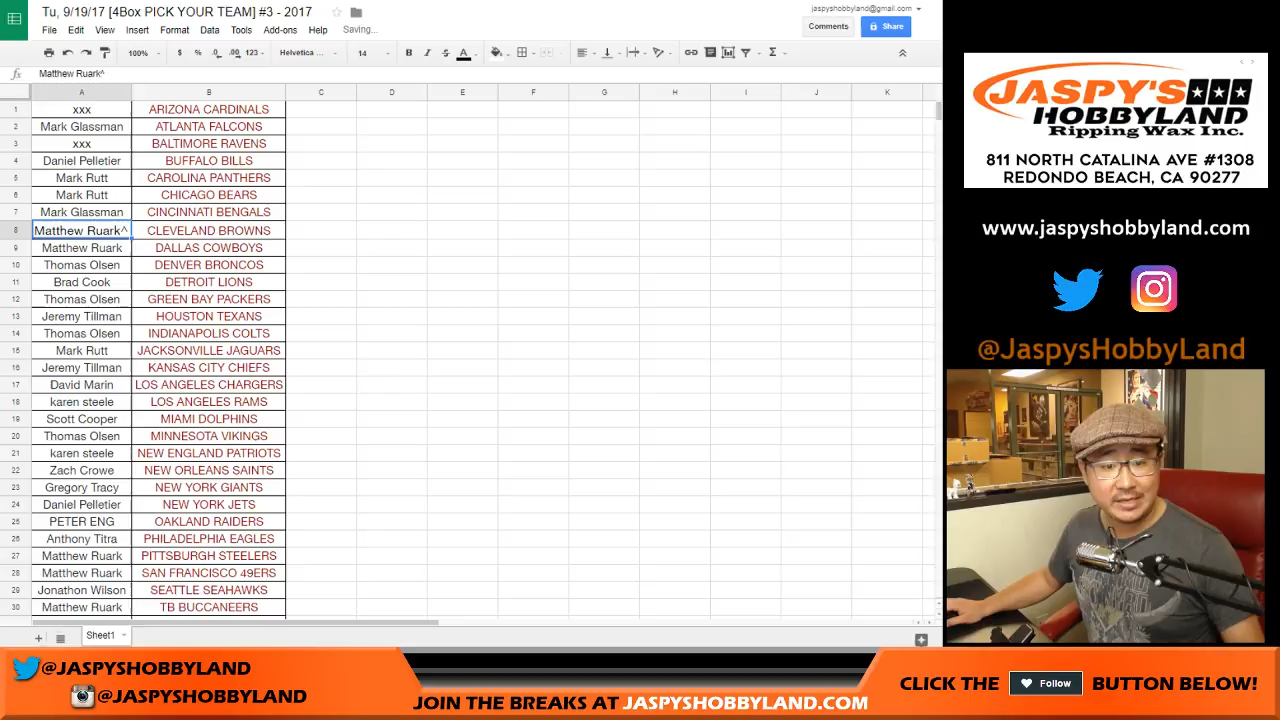 Tu, 9/19/17 [4Box PICK YOUR TEAM] #3 - 2017
jaspyshobbyland@gmail.com
File Edit View Insert Format Data Tools Add-ons Help Saving...
Comments Share
100% $ % .0 .00 123 Helvetica ... 14 B I S A
fx Matthew Ruark^
A B C D E F G H I J K
1 xxx ARIZONA CARDINALS
2 Mark Glassman ATLANTA FALCONS
3 xxx BALTIMORE RAVENS
4 Daniel Pelletier BUFFALO BILLS
5 Mark Rutt CAROLINA PANTHERS
6 Mark Rutt CHICAGO BEARS
7 Mark Glassman CINCINNATI BENGALS
8 Matthew Ruark^ CLEVELAND BROWNS
9 Matthew Ruark DALLAS COWBOYS
10 Thomas Olsen DENVER BRONCOS
11 Brad Cook DETROIT LIONS
12 Thomas Olsen GREEN BAY PACKERS
13 Jeremy Tillman HOUSTON TEXANS
14 Thomas Olsen INDIANAPOLIS COLTS
15 Mark Rutt JACKSONVILLE JAGUARS
16 Jeremy Tillman KANSAS CITY CHIEFS
17 David Marin LOS ANGELES CHARGERS
18 karen steele LOS ANGELES RAMS
19 Scott Cooper MIAMI DOLPHINS
20 Thomas Olsen MINNESOTA VIKINGS
21 karen steele NEW ENGLAND PATRIOTS
22 Zach Crowe NEW ORLEANS SAINTS
23 Gregory Tracy NEW YORK GIANTS
24 Daniel Pelletier NEW YORK JETS
25 PETER ENG OAKLAND RAIDERS
26 Anthony Titra PHILADELPHIA EAGLES
27 Matthew Ruark PITTSBURGH STEELERS
28 Matthew Ruark SAN FRANCISCO 49ERS
29 Jonathon Wilson SEATTLE SEAHAWKS
30 Matthew Ruark TB BUCCANEERS
Sheet1
JASPY'S
HOBBYLAND
Ripping Wax Inc.
811 NORTH CATALINA AVE #1308
REDONDO BEACH, CA 90277
www.jaspyshobbyland.com
@JaspysHobbyLand
@JASPYSHOBBYLAND
@JASPYSHOBBYLAND
JOIN THE BREAKS AT JASPYSHOBBYLAND.COM
CLICK THE Follow BUTTON BELOW!